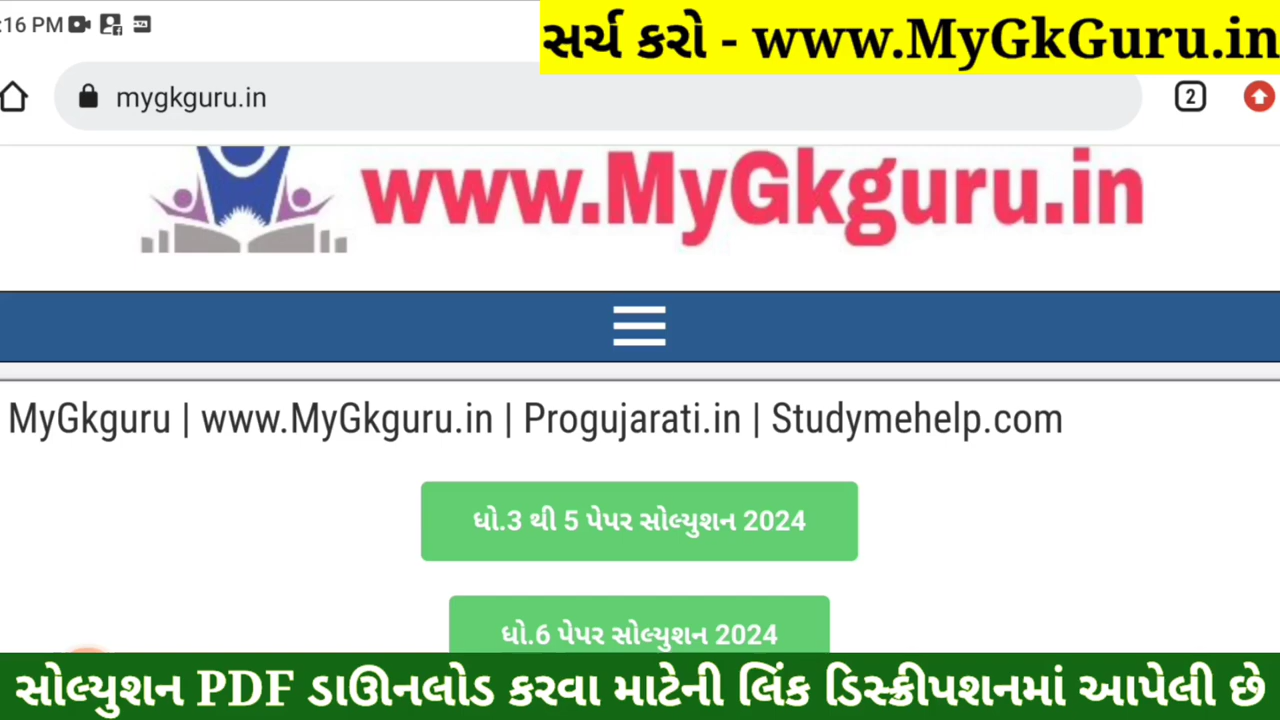 :16 PM
સર્ચ કરો - www.MyGkGuru.in
mygkguru.in
2
www.MyGkguru.in
MyGkguru | www.MyGkguru.in | Progujarati.in | Studymehelp.com
ધો.3 થી 5 પેપર સોલ્યુશન 2024
ધો.6 પેપર સોલ્યુશન 2024
સોલ્યુશન PDF ડાઊનલોડ કરવા માટેની લિંક ડિસ્ક્રીપશનમાં આપેલી છે